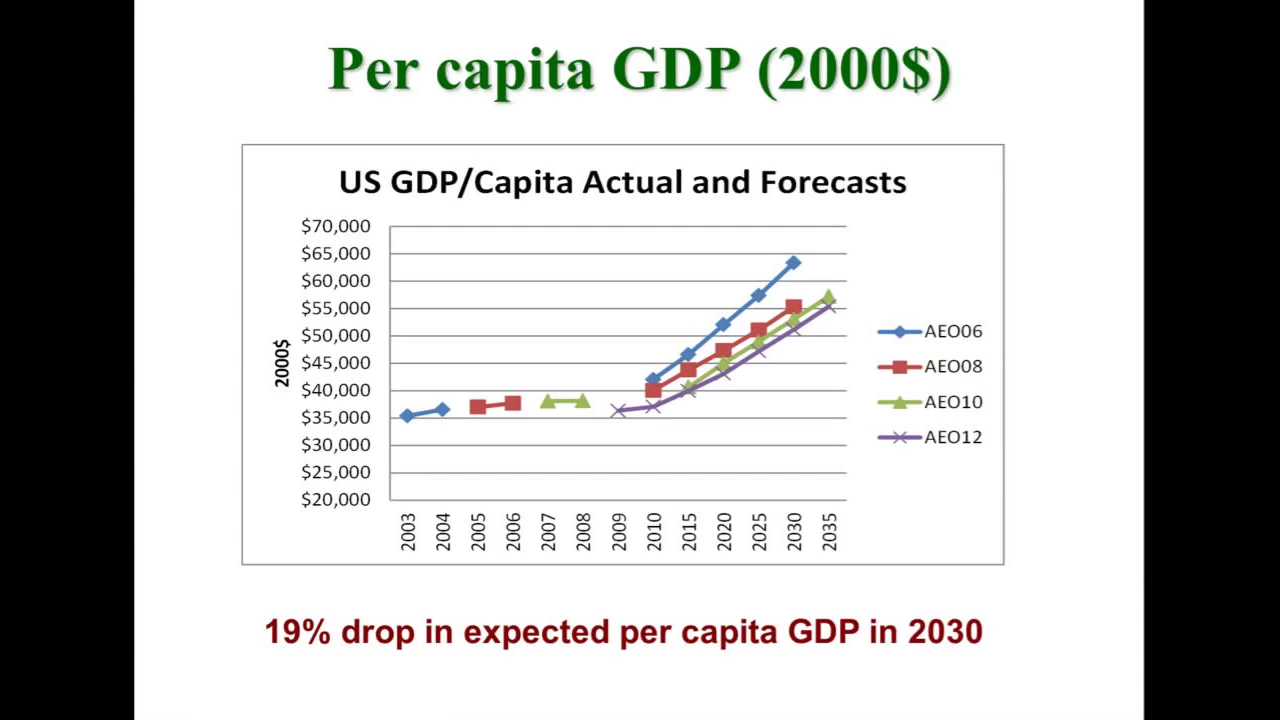 Per capita GDP (2000$)
US GDP/Capita Actual and Forecasts
$70,000
$65,000
$60,000
$55,000
$50,000
$45,000
$40,000
$35,000
$30,000
$25,000
$20,000
2000$
2003 2004 2005 2006 2007 2008 2009 2010 2015 2020 2025 2030 2035
AEO06
AEO08
AEO10
AEO12
19% drop in expected per capita GDP in 2030